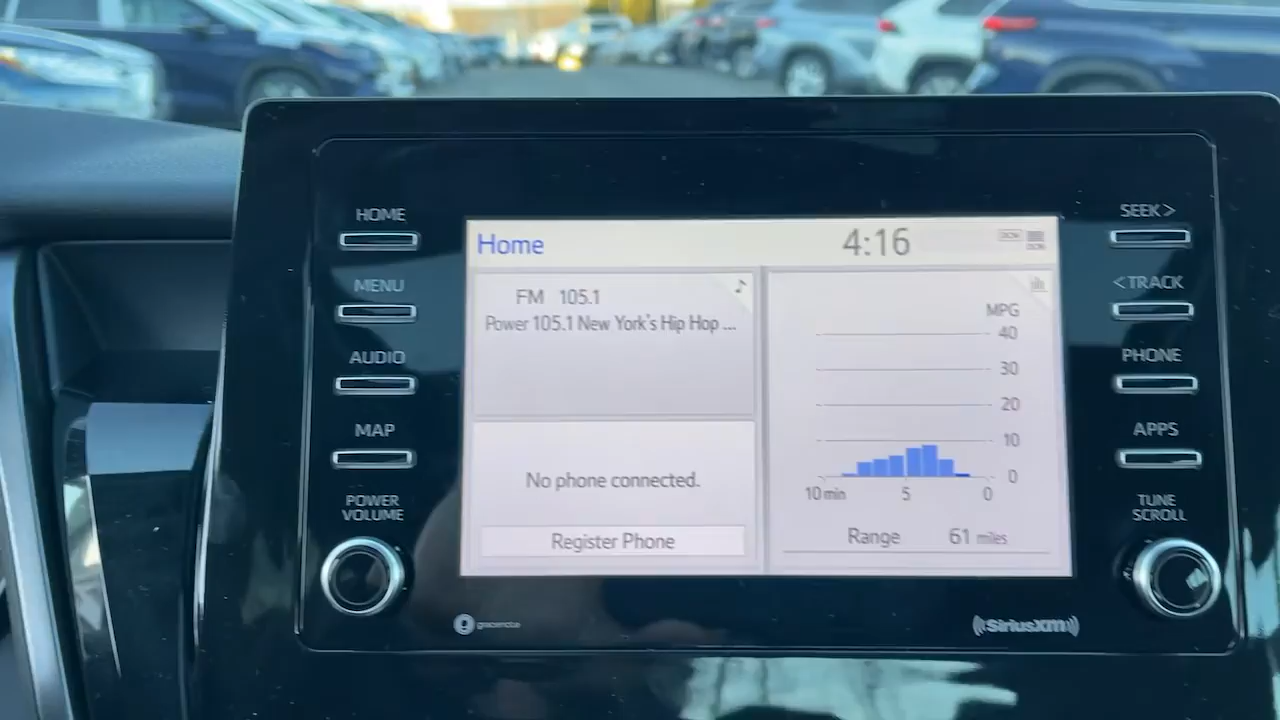 HOME
SEEK>
Home
4:16
DCM
MENU
<TRACK
FM 105.1
Power 105.1 New York's Hip Hop ...
MPG
40
30
20
10
0
AUDIO
PHONE
MAP
APPS
No phone connected.
10 min
5
0
POWER
VOLUME
TUNE
SCROLL
Register Phone
Range 61 miles
gracenote
((SiriusXM))